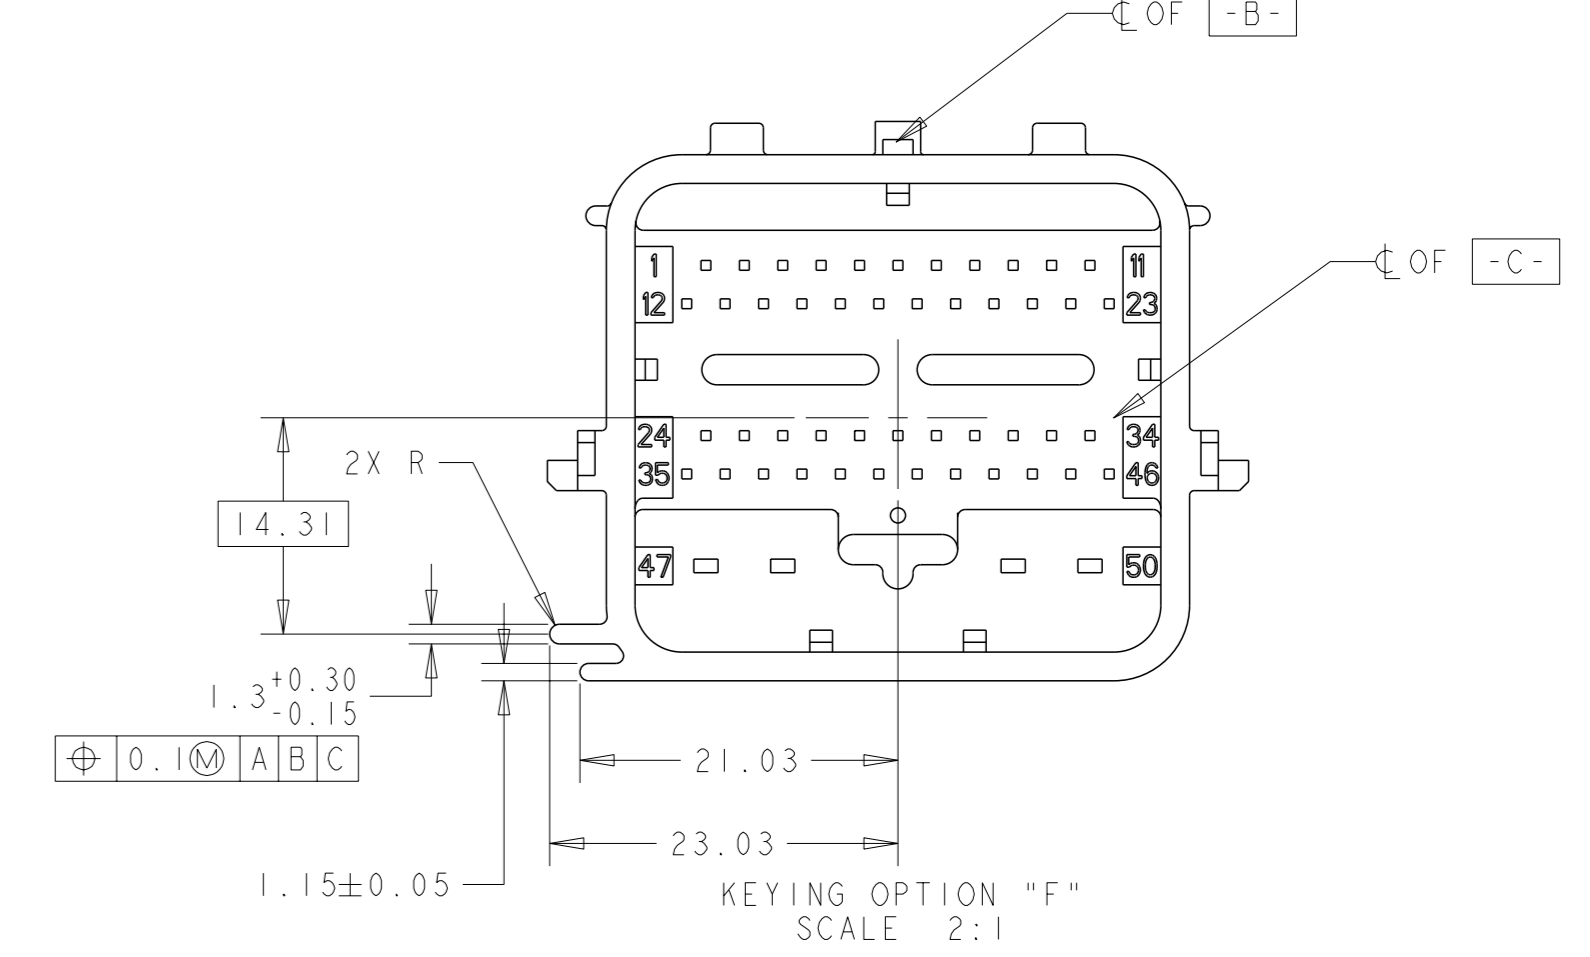 ℄ OF -B-
℄ OF -C-
1 11
12 23
24 34
35 46
47 50
2X R
14.31
1.3 +0.30 -0.15
⌖ 0.1Ⓜ A B C
21.03
23.03
1.15±0.05
KEYING OPTION "F"
SCALE 2:1